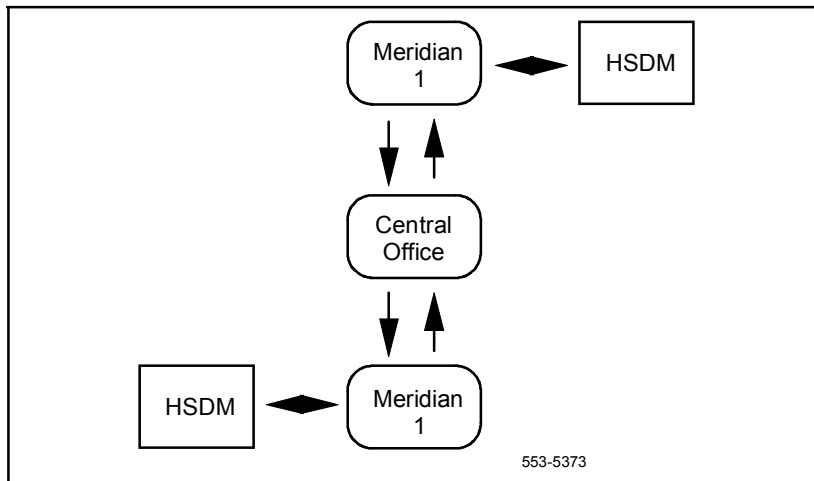 Meridian
1
HSDM
Central
Office
HSDM
Meridian
1
553-5373